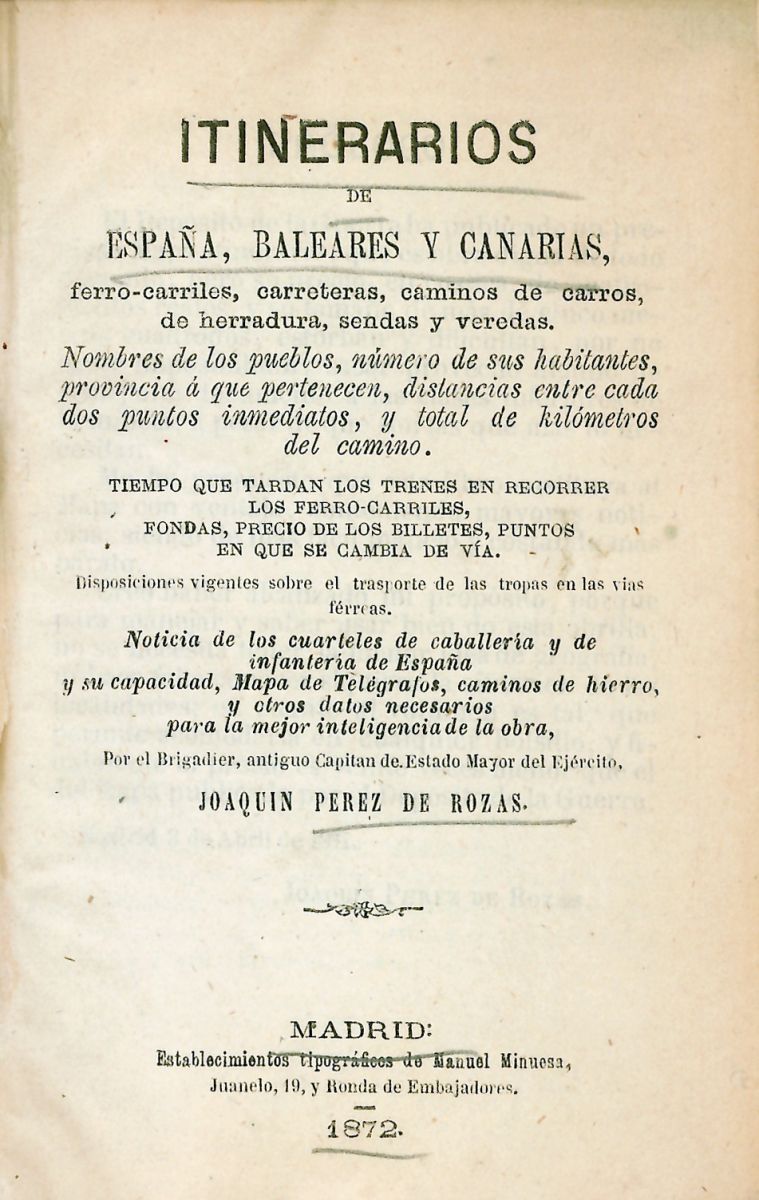 ITINERARIOS
DE
ESPAÑA, BALEARES Y CANARIAS,
ferro-carriles, carreteras, caminos de carros,
de herradura, sendas y veredas.
Nombres de los pueblos, número de sus habitantes,
provincia á que pertenecen, distancias entre cada
dos puntos inmediatos, y total de kilómetros
del camino.
TIEMPO QUE TARDAN LOS TRENES EN RECORRER
LOS FERRO-CARRILES,
FONDAS, PRECIO DE LOS BILLETES, PUNTOS
EN QUE SE CAMBIA DE VÍA.
Disposiciones vigentes sobre el trasporte de las tropas en las vias
férreas.
Noticia de los cuarteles de caballería y de
infantería de España
y su capacidad, Mapa de Telégrafos, caminos de hierro,
y otros datos necesarios
para la mejor inteligencia de la obra,
Por el Brigadier, antiguo Capitan de Estado Mayor del Ejército,
JOAQUIN PEREZ DE ROZAS.
MADRID:
Establecimientos tipográficos de Manuel Minuesa,
Juanelo, 19, y Ronda de Embajadores.
1872.